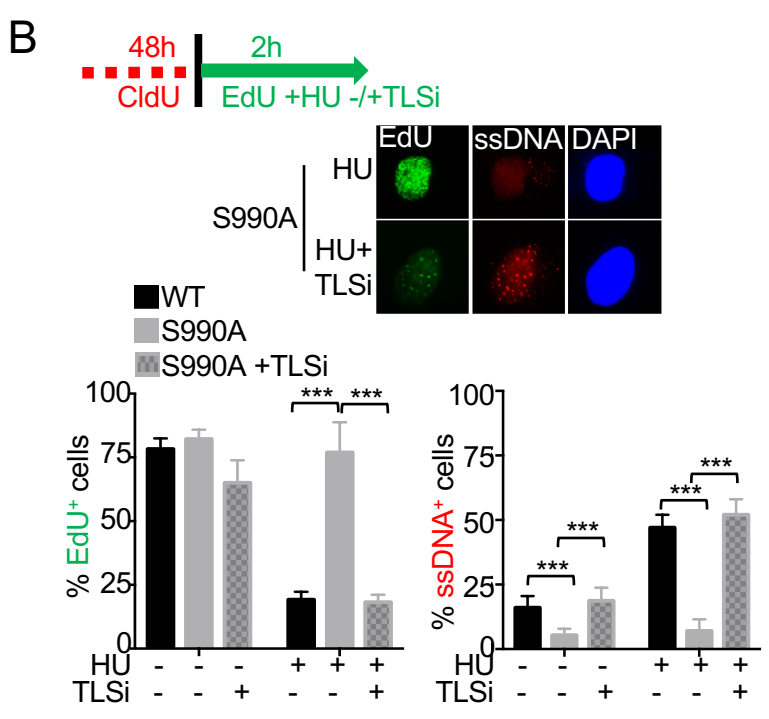 B
48h 2h
CldU EdU +HU -/+TLSi
EdU ssDNA DAPI
HU
S990A
HU+
TLSi
WT
S990A
S990A +TLSi
% EdU⁺ cells
100
75
50
25
0
*** ***
HU - - - + + +
TLSi - - + - - +
% ssDNA⁺ cells
100
75
50
25
0
*** *** *** ***
HU - - - + + +
TLSi - - + - - +